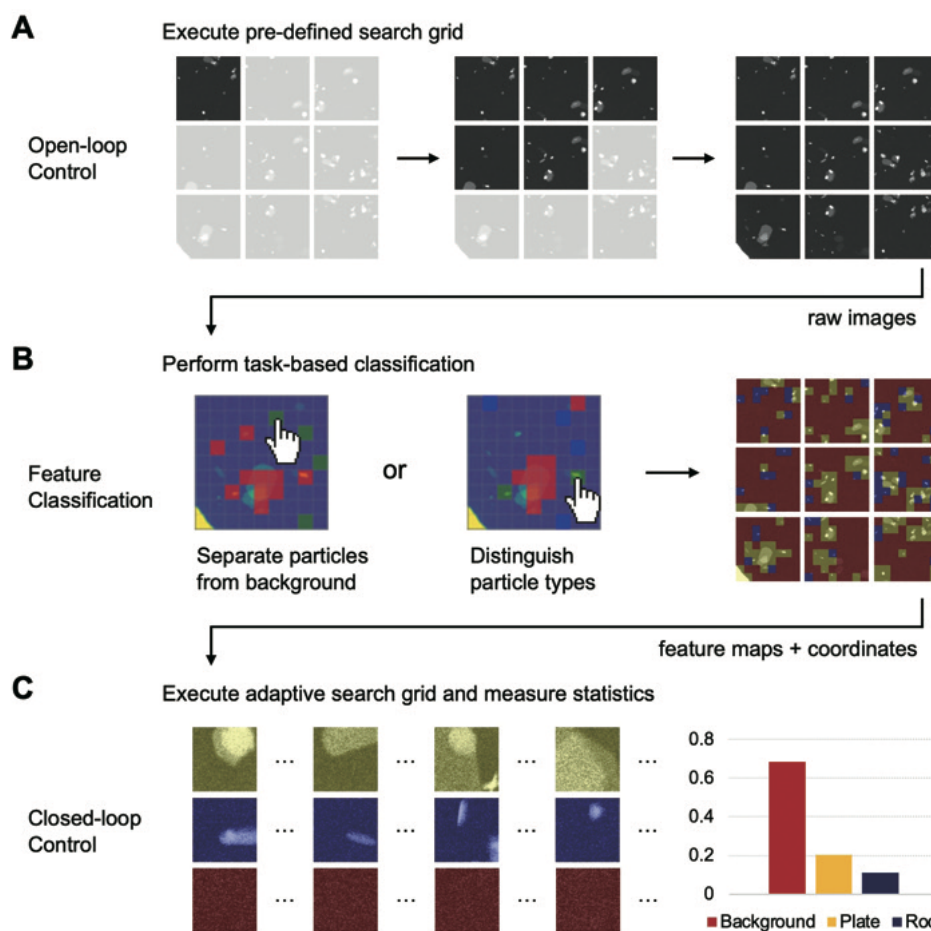 A
Execute pre-defined search grid
Open-loop
Control
raw images
B
Perform task-based classification
Feature
Classification
or
Separate particles
from background
Distinguish
particle types
feature maps + coordinates
C
Execute adaptive search grid and measure statistics
Closed-loop
Control
... ... ... ...
... ... ... ...
... ... ... ...
0.8
0.6
0.4
0.2
0
Background Plate